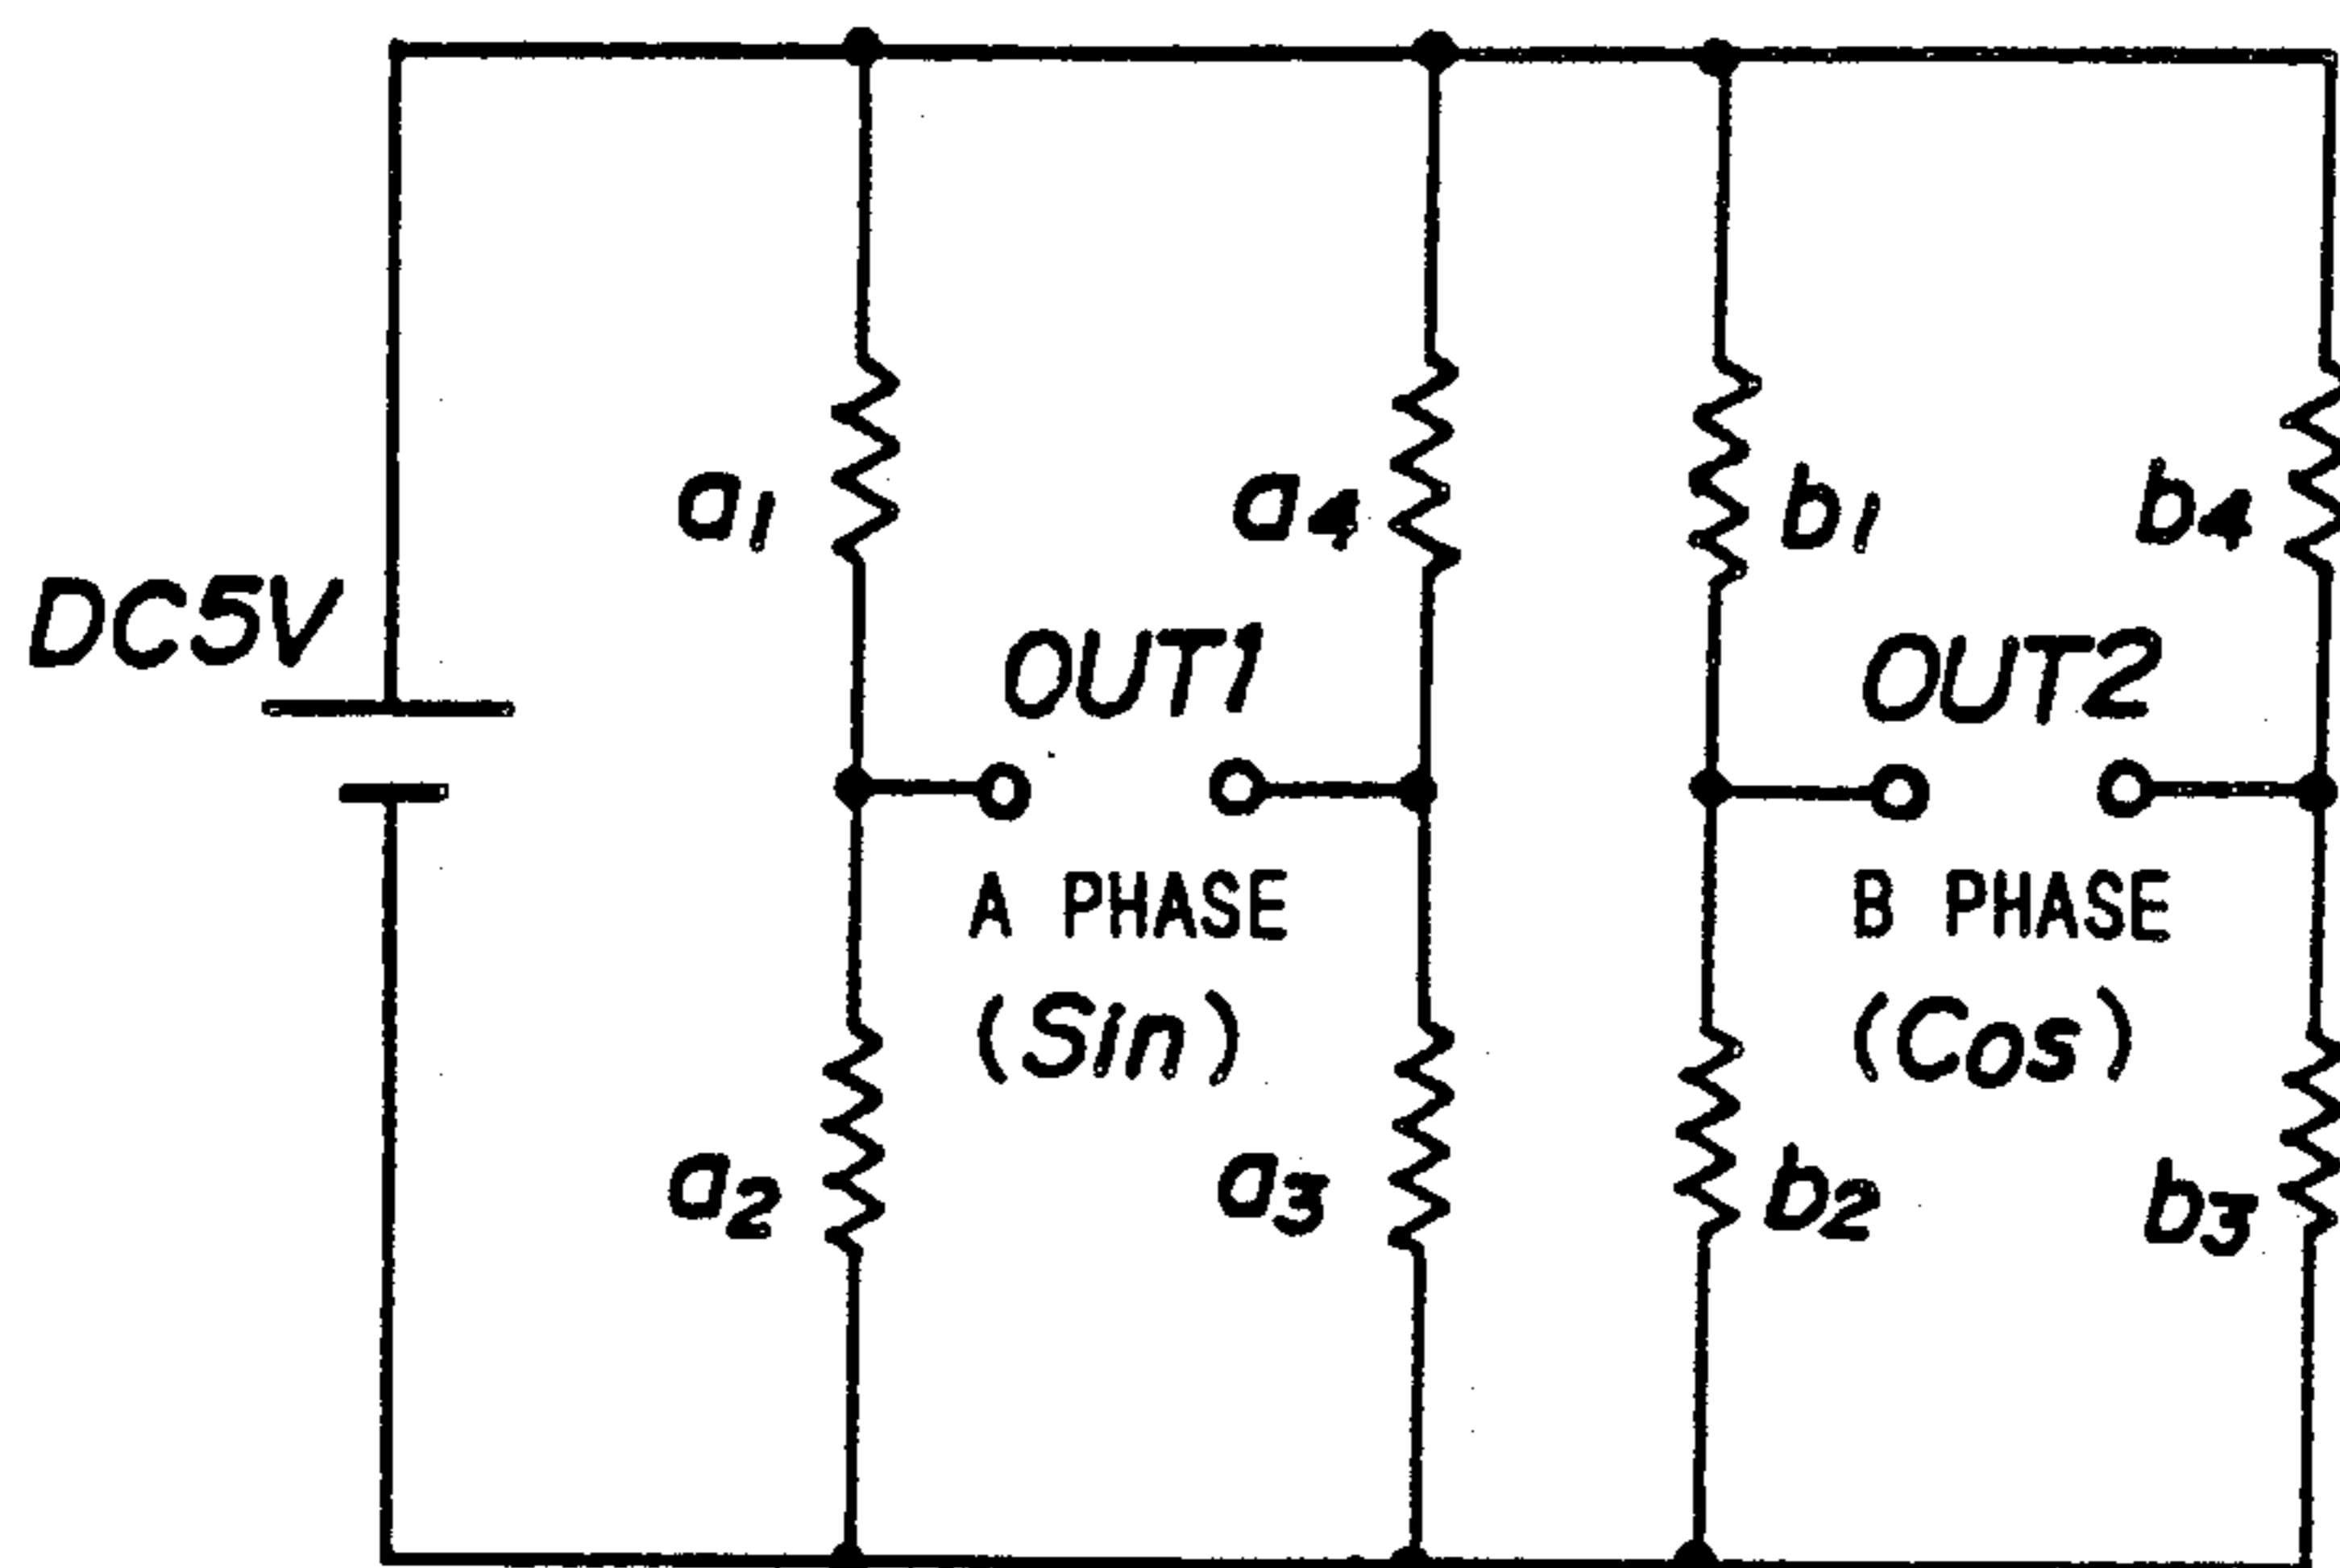 a1
a4
b1
b4
DC5V
OUT1
OUT2
A PHASE
B PHASE
(Sin)
(Cos)
a2
a3
b2
b3